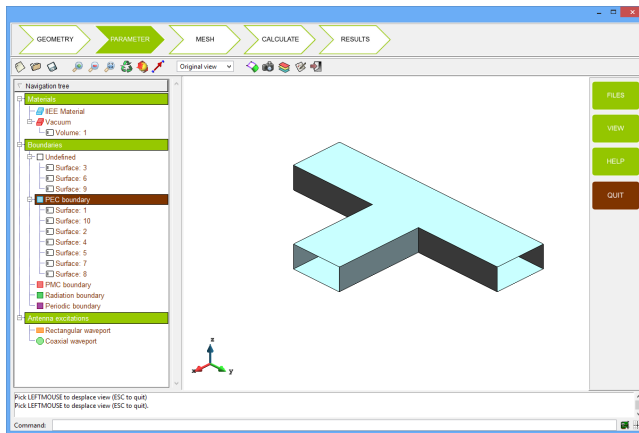 GEOMETRY PARAMETER MESH CALCULATE RESULTS
Original view
Navigation tree
Materials
IIEE Material
Vacuum
Volume: 1
Boundaries
Undefined
Surface: 3
Surface: 6
Surface: 9
PEC boundary
Surface: 1
Surface: 10
Surface: 2
Surface: 4
Surface: 5
Surface: 7
Surface: 8
PMC boundary
Radiation boundary
Periodic boundary
Antenna excitations
Rectangular waveport
Coaxial waveport
FILES
VIEW
HELP
QUIT
z
x y
Pick LEFTMOUSE to desplace view (ESC to quit)
Pick LEFTMOUSE to desplace view (ESC to quit).
Command: